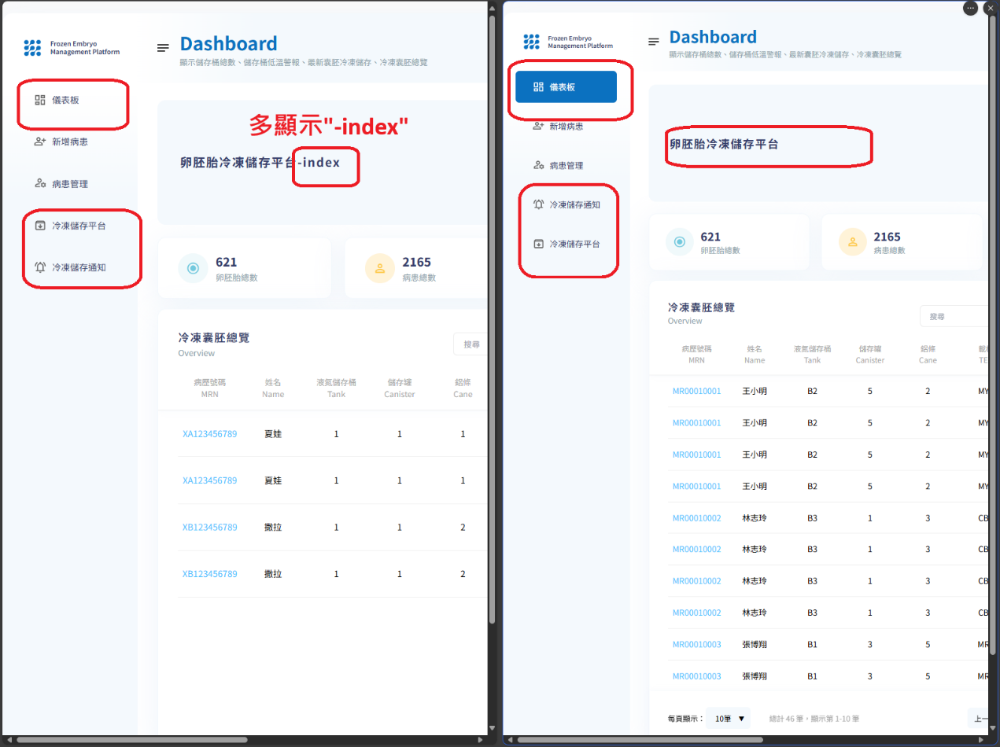 Frozen Embryo
Management Platform
儀表板
新增病患
病患管理
冷凍儲存平台
冷凍儲存通知
Dashboard
顯示儲存桶總數、儲存桶低溫警報、最新囊胚冷凍儲存、冷凍囊胚總覽
多顯示"-index"
卵胚胎冷凍儲存平台-index
621
卵胚胎總數
2165
病患總數
冷凍囊胚總覽
Overview
搜尋
病歷號碼 姓名 液氮儲存桶 儲存罐 鋁條
MRN Name Tank Canister Cane
XA123456789 夏娃 1 1 1
XA123456789 夏娃 1 1 1
XB123456789 撒拉 1 1 2
XB123456789 撒拉 1 1 2
Frozen Embryo
Management Platform
儀表板
新增病患
病患管理
冷凍儲存通知
冷凍儲存平台
Dashboard
顯示儲存桶總數、儲存桶低溫警報、最新囊胚冷凍儲存、冷凍囊胚總覽
卵胚胎冷凍儲存平台
621
卵胚胎總數
2165
病患總數
冷凍囊胚總覽
Overview
搜尋
病歷號碼 姓名 液氮儲存桶 儲存罐 鋁條
MRN Name Tank Canister Cane TE
MR00010001 王小明 B2 5 2 MY
MR00010001 王小明 B2 5 2 MY
MR00010001 王小明 B2 5 2 MY
MR00010001 王小明 B2 5 2 MY
MR00010002 林志玲 B3 1 3 CB
MR00010002 林志玲 B3 1 3 CB
MR00010002 林志玲 B3 1 3 CB
MR00010002 林志玲 B3 1 3 CB
MR00010003 張博翔 B1 3 5 MR
MR00010003 張博翔 B1 3 5 MR
每頁顯示： 10筆 ▼ 總計 46 筆，顯示第 1-10 筆 上一